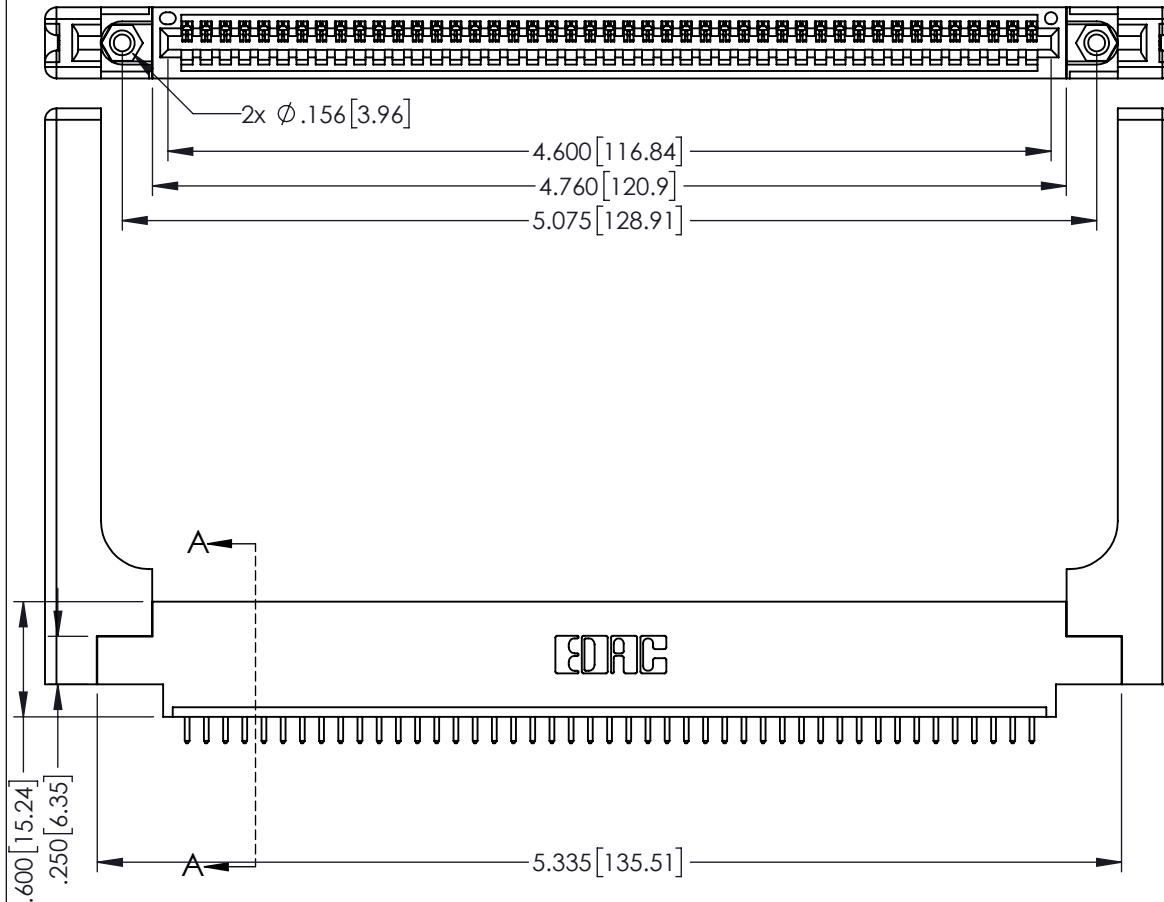 2x Ø .156[3.96]
4.600[116.84]
4.760[120.9]
5.075[128.91]
A
EDAC
.600[15.24]
.250[6.35]
A
5.335[135.51]